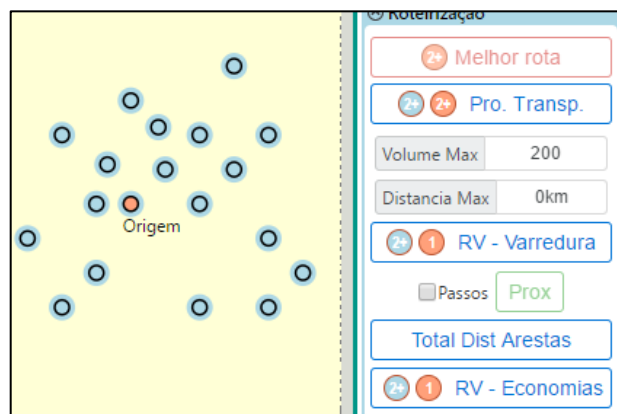 Roteirização
2+ Melhor rota
2+ 2+ Pro. Transp.
Volume Max 200
Distancia Max 0km
Origem
2+ 1 RV - Varredura
Passos Prox
Total Dist Arestas
2+ 1 RV - Economias